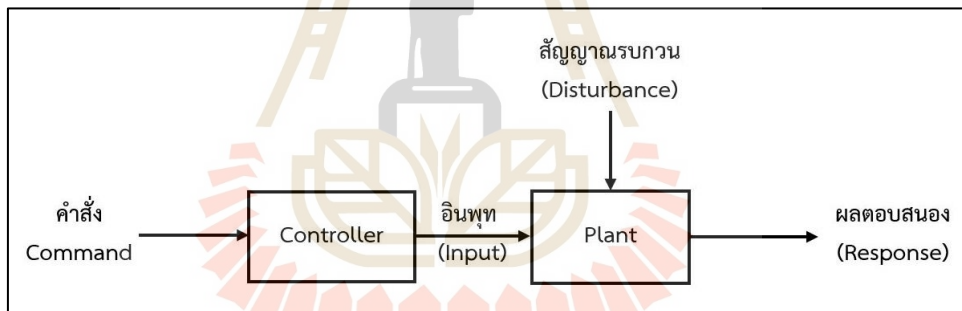 สัญญาณรบกวน
(Disturbance)
คำสั่ง
Command
Controller
อินพุท
(Input)
Plant
ผลตอบสนอง
(Response)